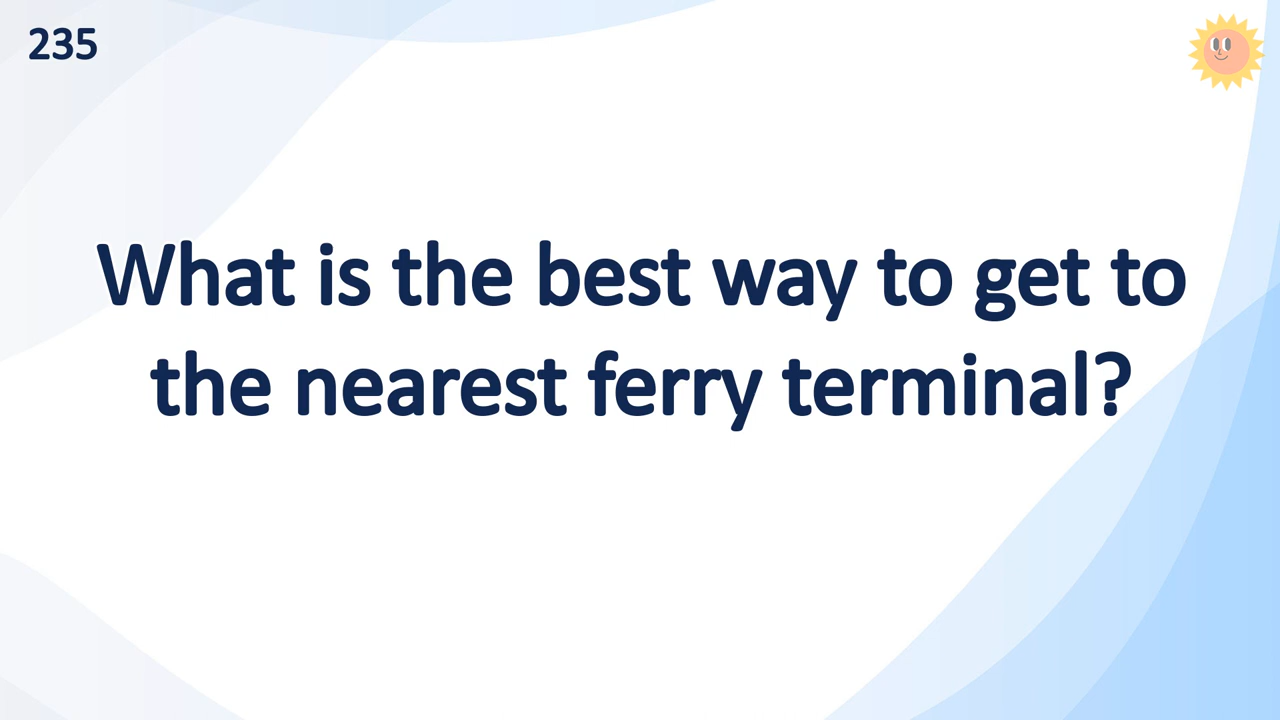 235
What is the best way to get to
the nearest ferry terminal?